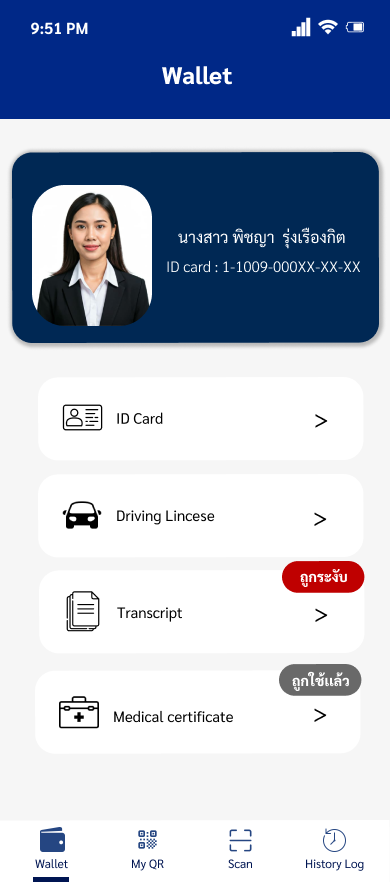 9:51 PM
Wallet
นางสาว พิชญา รุ่งเรืองกิต
ID card : 1-1009-000XX-XX-XX
ID Card >
Driving Lincese >
ถูกระงับ
Transcript >
ถูกใช้แล้ว
Medical certificate >
Wallet My QR Scan History Log